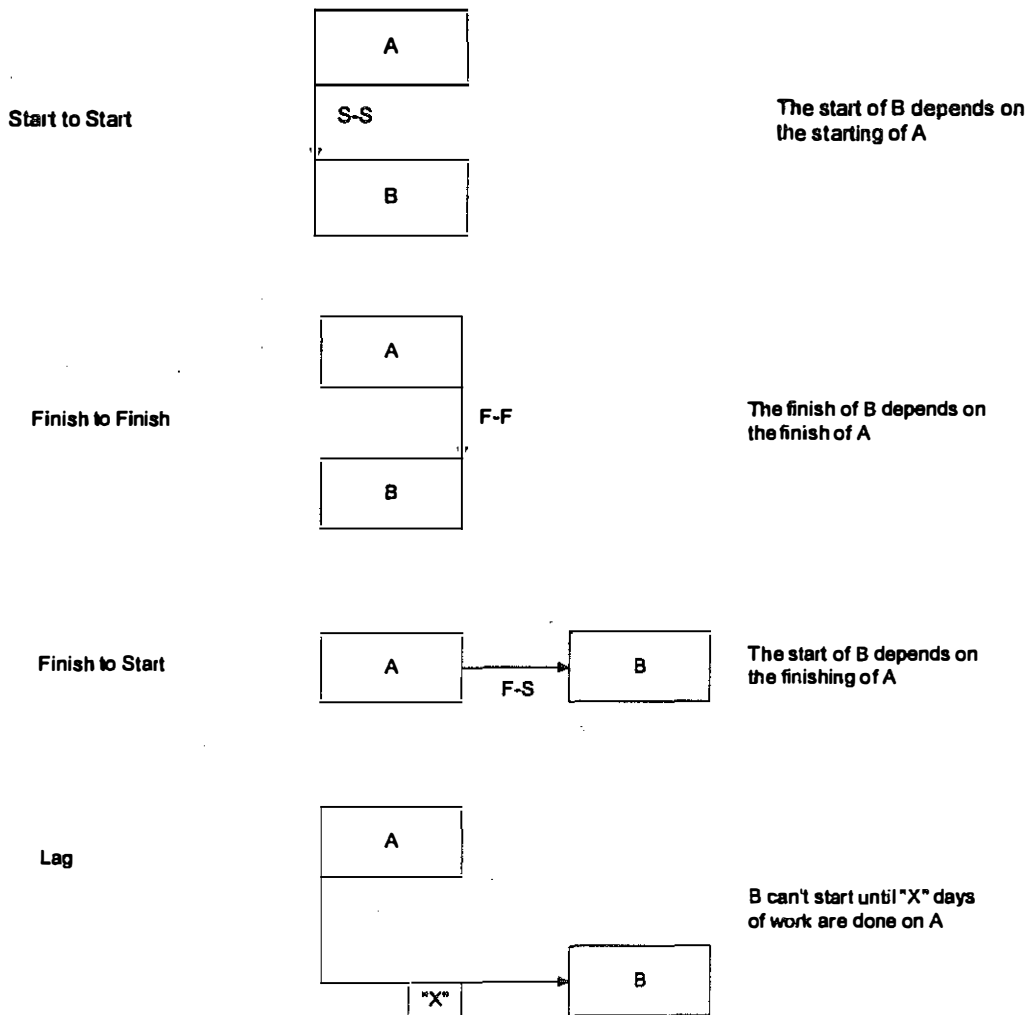 A
Start to Start
S-S
The start of B depends on
the starting of A
B
A
Finish to Finish
F-F
The finish of B depends on
the finish of A
B
Finish to Start
A
F-S
B
The start of B depends on
the finishing of A
A
Lag
B can't start until "X" days
of work are done on A
"X"
B